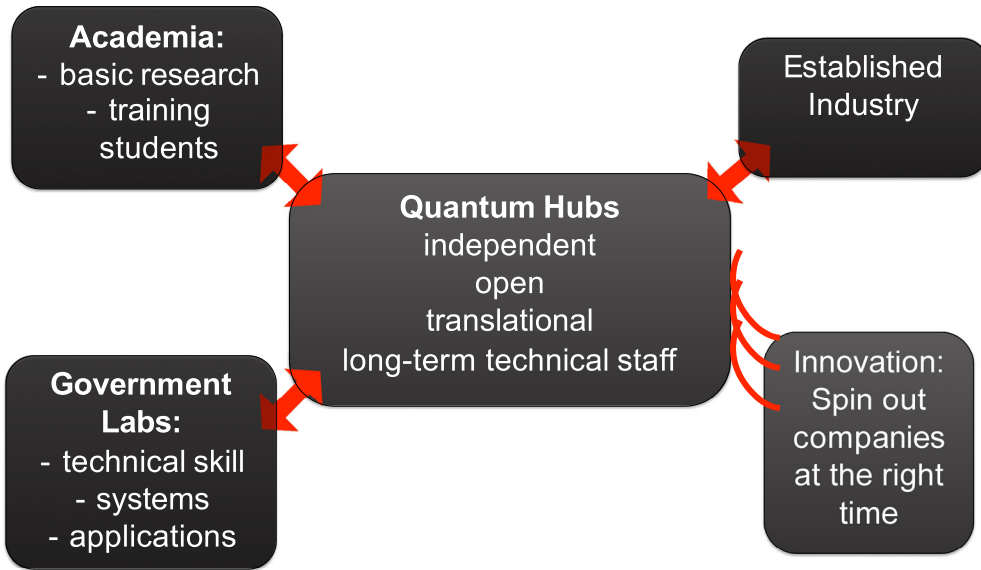 Academia:
- basic research
- training
students
Established
Industry
Quantum Hubs
independent
open
translational
long-term technical staff
Government
Labs:
- technical skill
- systems
- applications
Innovation:
Spin out
companies
at the right
time